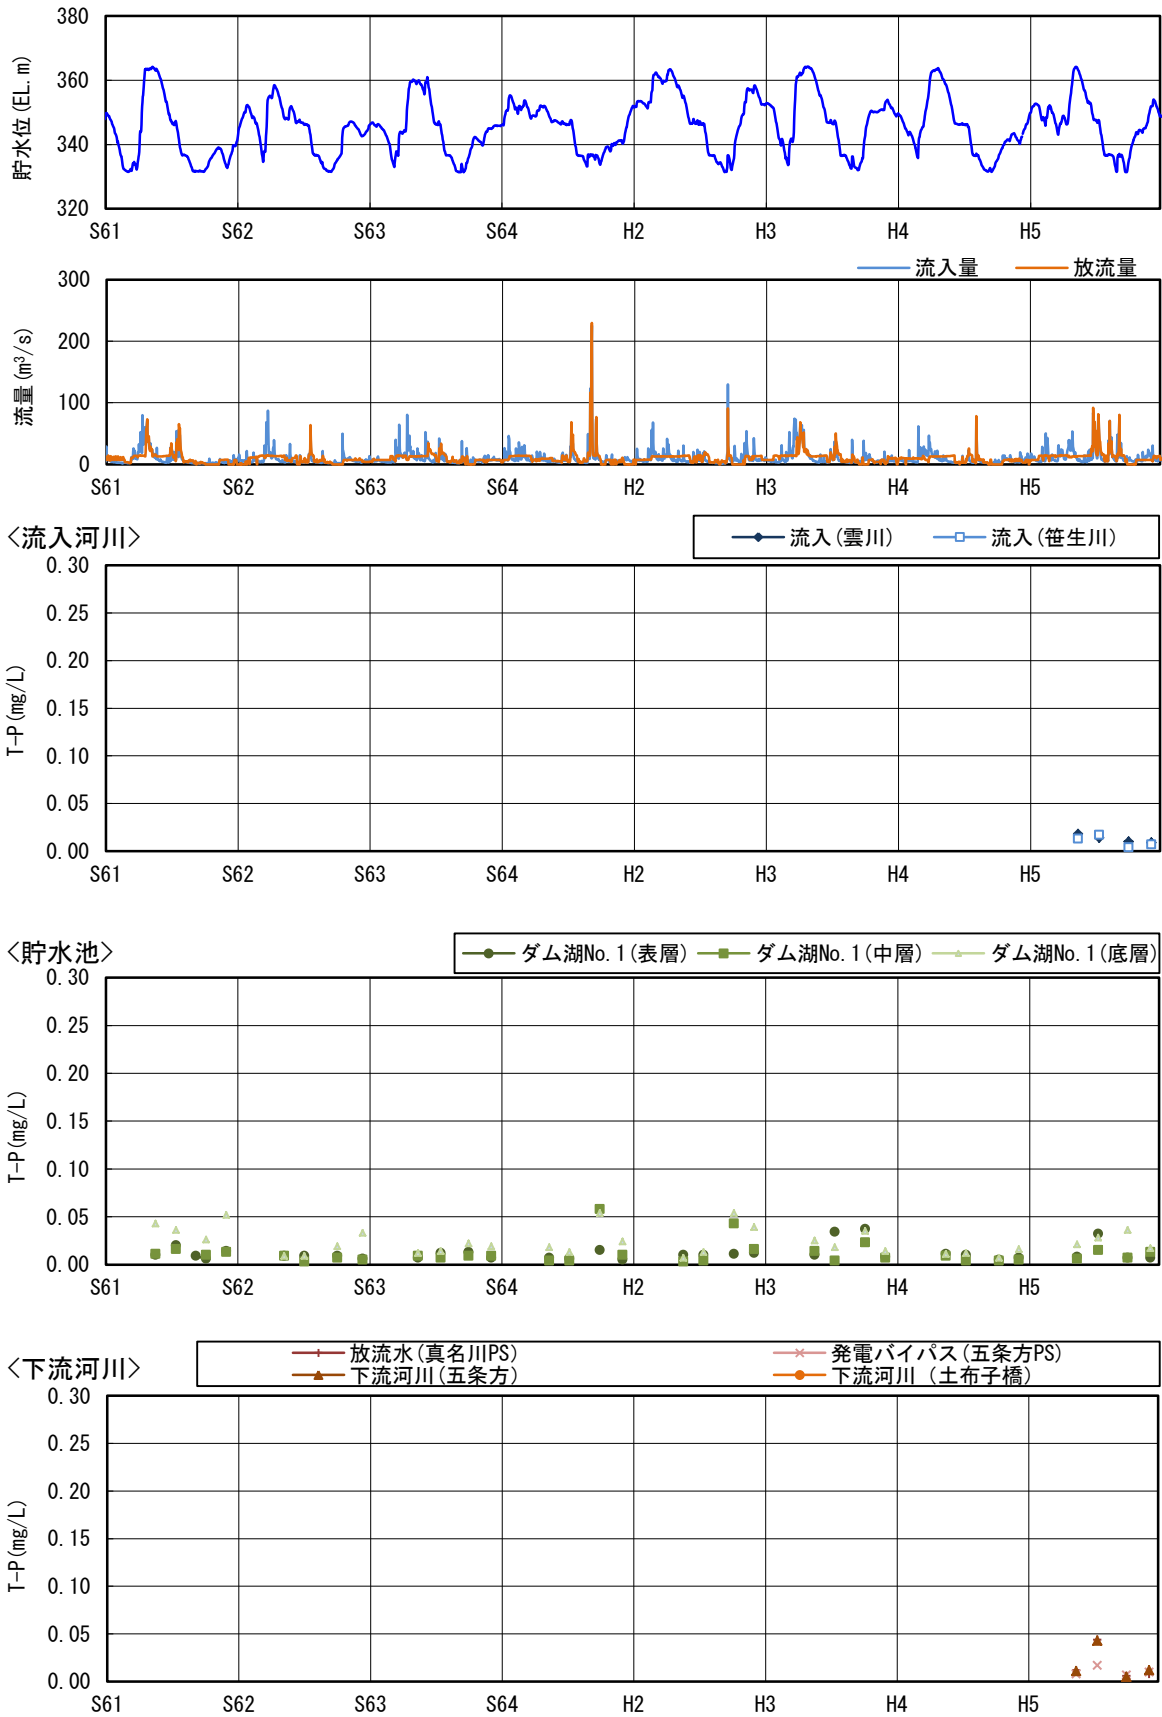 380
360
340
320
貯水位(EL.m)
S61 S62 S63 S64 H2 H3 H4 H5
流入量 放流量
300
200
100
0
流量(m³/s)
S61 S62 S63 S64 H2 H3 H4 H5
<流入河川>
流入(雲川) 流入(笹生川)
0.30
0.25
0.20
0.15
0.10
0.05
0.00
T-P(mg/L)
S61 S62 S63 S64 H2 H3 H4 H5
<貯水池>
ダム湖No.1(表層) ダム湖No.1(中層) ダム湖No.1(底層)
0.30
0.25
0.20
0.15
0.10
0.05
0.00
T-P(mg/L)
S61 S62 S63 S64 H2 H3 H4 H5
<下流河川>
放流水(真名川PS) 発電バイパス(五条方PS)
下流河川(五条方) 下流河川 (土布子橋)
0.30
0.25
0.20
0.15
0.10
0.05
0.00
T-P(mg/L)
S61 S62 S63 S64 H2 H3 H4 H5